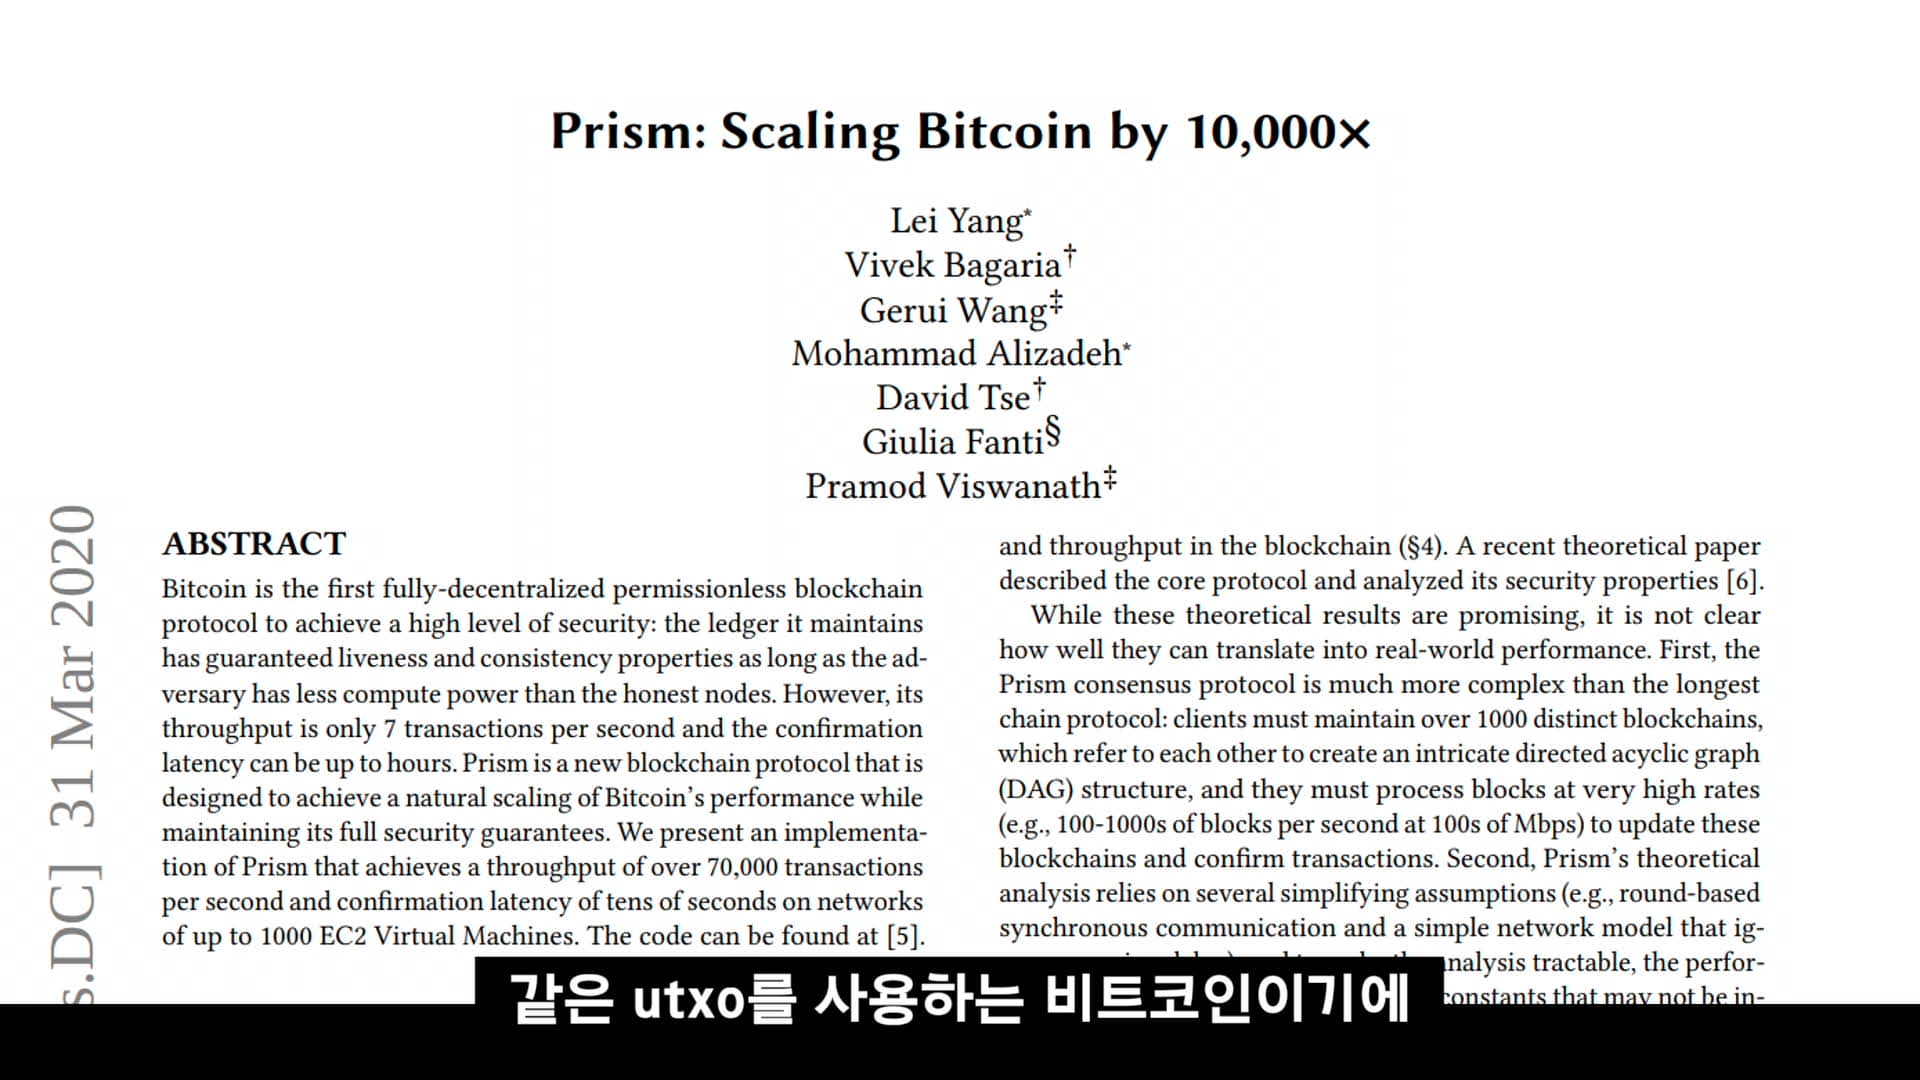 Prism: Scaling Bitcoin by 10,000×
Lei Yang*
Vivek Bagaria†
Gerui Wang‡
Mohammad Alizadeh*
David Tse†
Giulia Fanti§
Pramod Viswanath‡
s.DC] 31 Mar 2020
ABSTRACT
Bitcoin is the first fully-decentralized permissionless blockchain
protocol to achieve a high level of security: the ledger it maintains
has guaranteed liveness and consistency properties as long as the ad-
versary has less compute power than the honest nodes. However, its
throughput is only 7 transactions per second and the confirmation
latency can be up to hours. Prism is a new blockchain protocol that is
designed to achieve a natural scaling of Bitcoin's performance while
maintaining its full security guarantees. We present an implementa-
tion of Prism that achieves a throughput of over 70,000 transactions
per second and confirmation latency of tens of seconds on networks
of up to 1000 EC2 Virtual Machines. The code can be found at [5].
and throughput in the blockchain (§4). A recent theoretical paper
described the core protocol and analyzed its security properties [6].
While these theoretical results are promising, it is not clear
how well they can translate into real-world performance. First, the
Prism consensus protocol is much more complex than the longest
chain protocol: clients must maintain over 1000 distinct blockchains,
which refer to each other to create an intricate directed acyclic graph
(DAG) structure, and they must process blocks at very high rates
(e.g., 100-1000s of blocks per second at 100s of Mbps) to update these
blockchains and confirm transactions. Second, Prism's theoretical
analysis relies on several simplifying assumptions (e.g., round-based
synchronous communication and a simple network model that ig-
analysis tractable, the perfor-
constants that may not be in-
같은 utxo를 사용하는 비트코인이기에